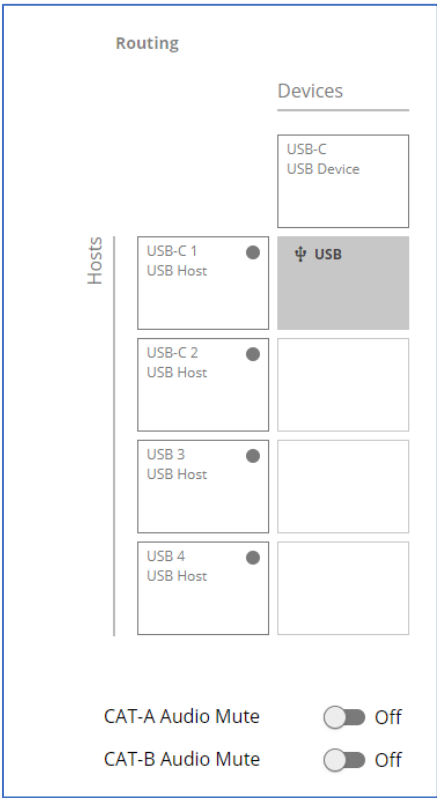 Routing
Devices
USB-C
USB Device
Hosts
USB-C 1
USB Host
USB
USB-C 2
USB Host
USB 3
USB Host
USB 4
USB Host
CAT-A Audio Mute Off
CAT-B Audio Mute Off